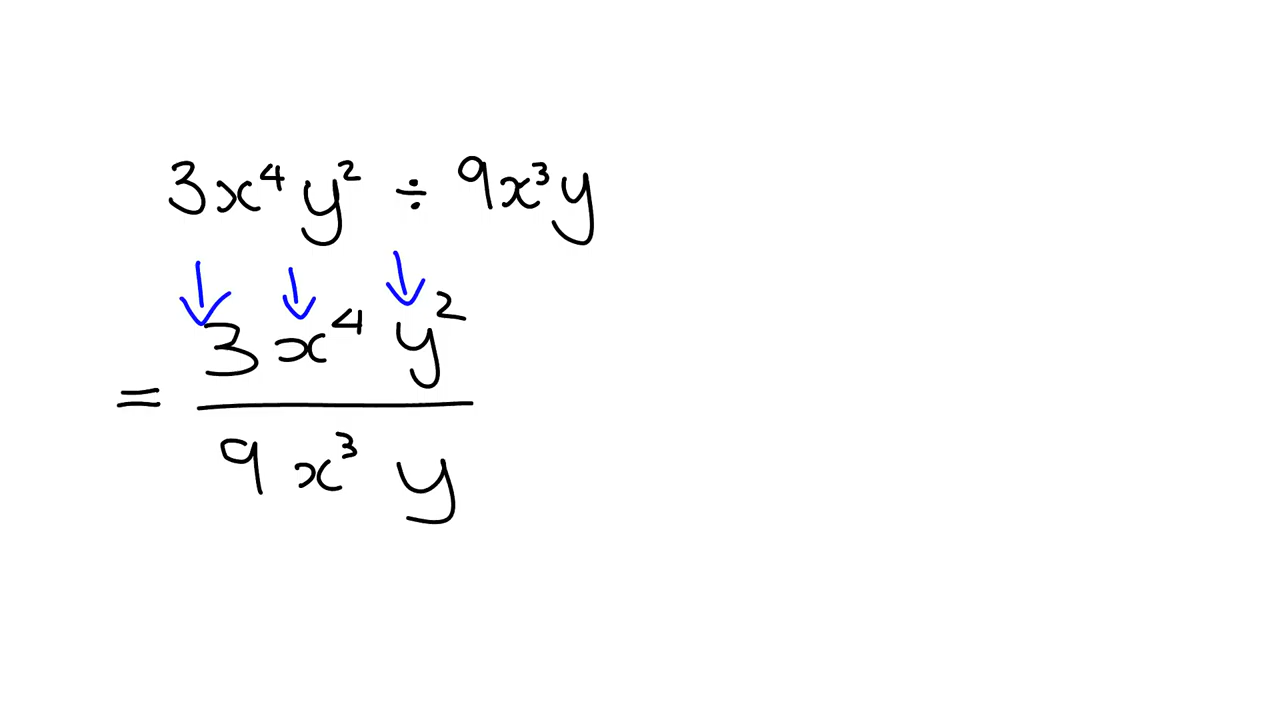 3x⁴y² ÷ 9x³y
3x⁴y²
=
9x³y